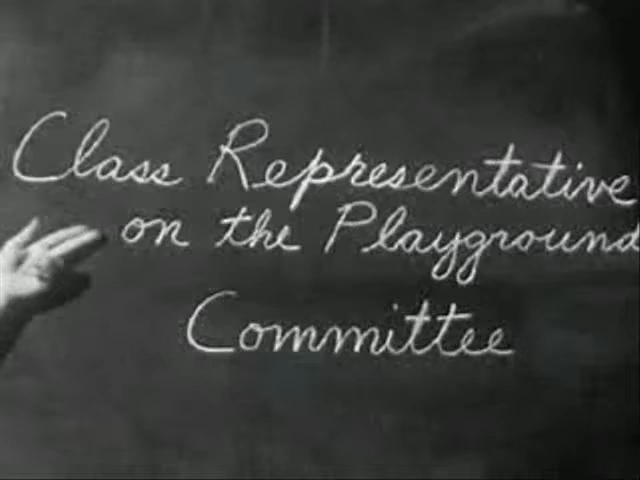 Class Representative
on the Playground
Committee